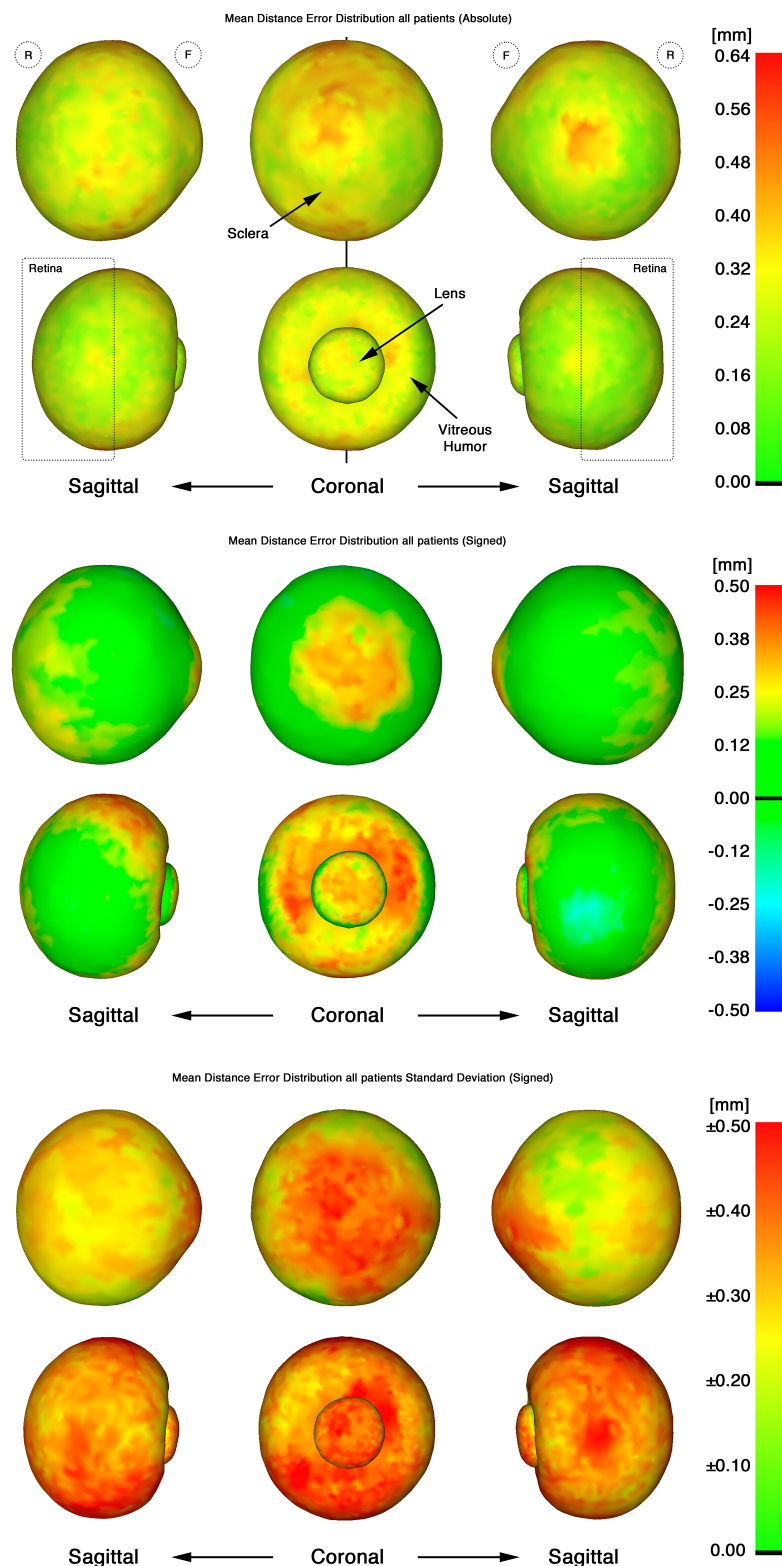 Mean Distance Error Distribution all patients (Absolute)
[mm]
R
F
F
R
0.64
0.56
0.48
0.40
0.32
0.24
0.16
0.08
0.00
Sclera
Retina
Retina
Lens
Vitreous
Humor
Sagittal
Coronal
Sagittal
Mean Distance Error Distribution all patients (Signed)
[mm]
0.50
0.38
0.25
0.12
0.00
-0.12
-0.25
-0.38
-0.50
Sagittal
Coronal
Sagittal
Mean Distance Error Distribution all patients Standard Deviation (Signed)
[mm]
±0.50
±0.40
±0.30
±0.20
±0.10
0.00
Sagittal
Coronal
Sagittal